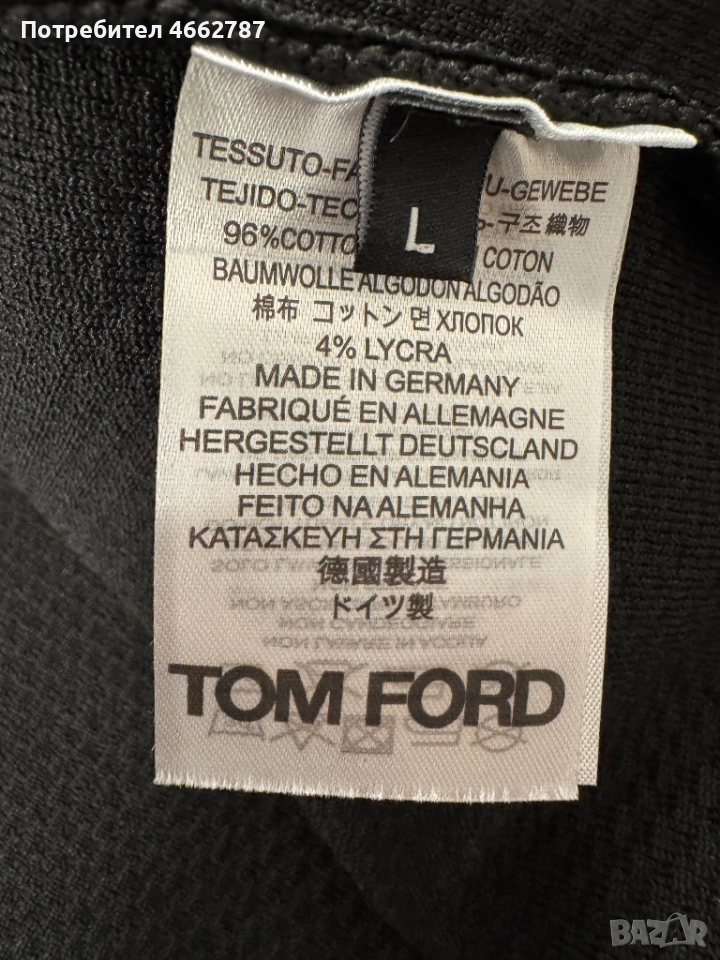 Потребител 4662787
TESSUTO-FA U-GEWEBE
TEJIDO-TEC 구조 織物
L
96%COTTO COTON
BAUMWOLLE ALGODON ALGODÃO
棉布 コットン 면 ХЛОПОК
4% LYCRA
MADE IN GERMANY
FABRIQUÉ EN ALLEMAGNE
HERGESTELLT DEUTSCLAND
HECHO EN ALEMANIA
FEITO NA ALEMANHA
ΚΑΤΑΣΚΕΥΗ ΣΤΗ ΓΕΡΜΑΝΙΑ
德國製造
ドイツ製
TOM FORD
BAZAR